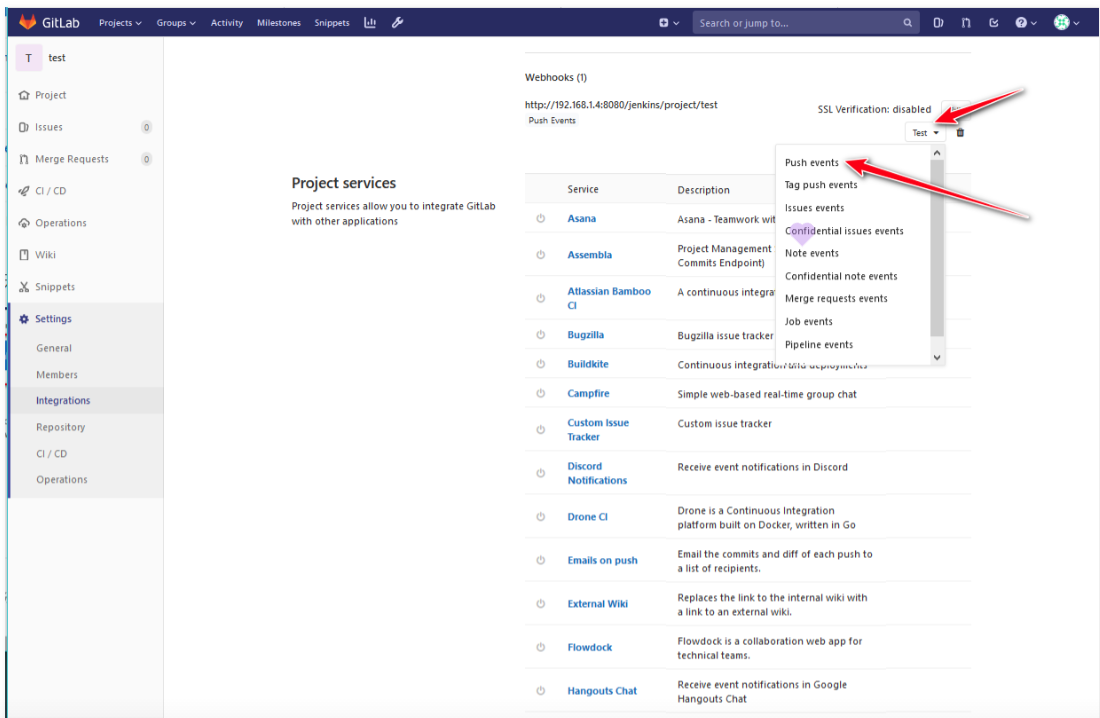 GitLab Projects Groups Activity Milestones Snippets Search or jump to...
T test
Project
Issues 0
Merge Requests 0
CI / CD
Operations
Wiki
Snippets
Settings
General
Members
Integrations
Repository
CI / CD
Operations
Project services
Project services allow you to integrate GitLab
with other applications
Webhooks (1)
http://192.168.1.4:8080/jenkins/project/test
Push Events
SSL Verification: disabled
Test
Push events
Tag push events
Issues events
Confidential issues events
Note events
Confidential note events
Merge requests events
Job events
Pipeline events
Service Description
Asana Asana - Teamwork
Assembla Project Management
Commits Endpoint)
Atlassian Bamboo
CI
A continuous
Bugzilla Bugzilla issue tracker
Buildkite Continuous integration and deployments
Campfire Simple web-based real-time group chat
Custom Issue
Tracker
Custom issue tracker
Discord
Notifications
Receive event notifications in Discord
Drone CI
Drone is a Continuous Integration
platform built on Docker, written in Go
Emails on push
Email the commits and diff of each push to
a list of recipients.
External Wiki
Replaces the link to the internal wiki with
a link to an external wiki.
Flowdock
Flowdock is a collaboration web app for
technical teams.
Hangouts Chat
Receive event notifications in Google
Hangouts Chat